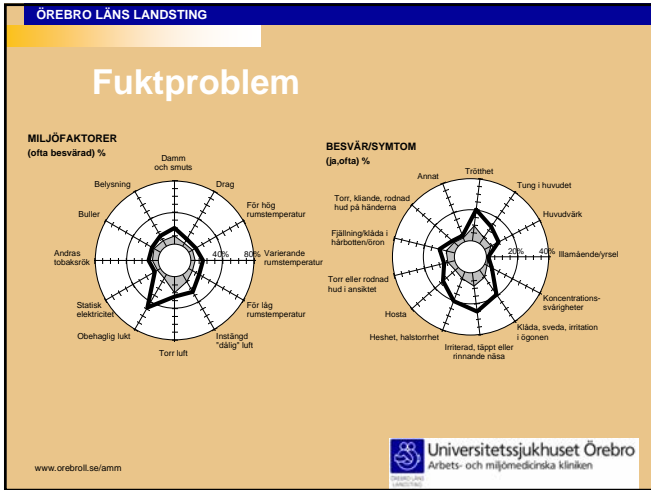 ÖREBRO LÄNS LANDSTING
Fuktproblem
MILJÖFAKTORER
(ofta besvärad) %
Damm
och smuts
Drag
För hög
rumstemperatur
40%
80%
Varierande
rumstemperatur
För låg
rumstemperatur
Instängd
"dålig" luft
Torr luft
Obehaglig lukt
Statisk
elektricitet
Andras
tobaksrök
Buller
Belysning
BESVÄR/SYMTOM
(ja,ofta) %
Trötthet
Tung i huvudet
Huvudvärk
20%
40%
Illamående/yrsel
Koncentrations-
svårigheter
Klåda, sveda, irritation
i ögonen
Irriterad, täppt eller
rinnande näsa
Heshet, halstorrhet
Hosta
Torr eller rodnad
hud i ansiktet
Fjällning/klåda i
hårbotten/öron
Torr, kliande, rodnad
hud på händerna
Annat
www.orebroll.se/amm
ÖREBRO LÄNS
LANDSTING
Universitetssjukhuset Örebro
Arbets- och miljömedicinska kliniken